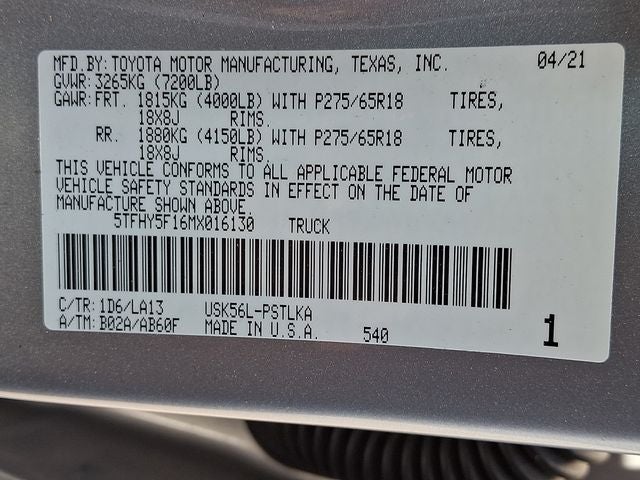 MFD.BY:TOYOTA MOTOR MANUFACTURING, TEXAS, INC. 04/21
GVWR:3265KG (7200LB)
GAWR:FRT. 1815KG (4000LB) WITH P275/65R18 TIRES,
18X8J RIMS.
RR. 1880KG (4150LB) WITH P275/65R18 TIRES,
18X8J RIMS.
THIS VEHICLE CONFORMS TO ALL APPLICABLE FEDERAL MOTOR
VEHICLE SAFETY STANDARDS IN EFFECT ON THE DATE OF
MANUFACTURE SHOWN ABOVE.
5TFHY5F16MX016130 TRUCK
C/TR:1D6/LA13 USK56L-PSTLKA
A/TM:B02A/AB60F MADE IN U.S.A. 540 1